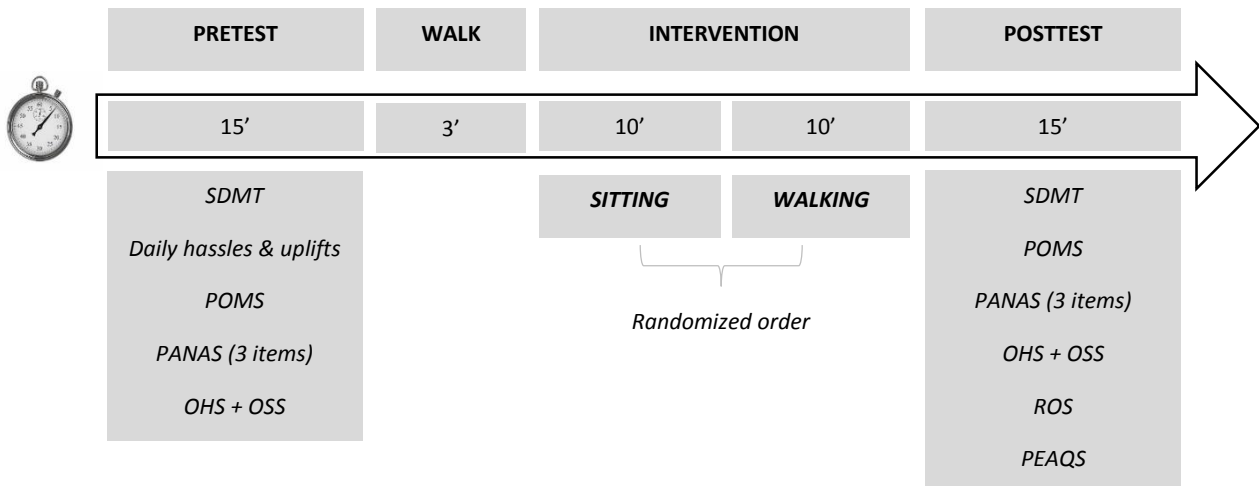 PRETEST WALK INTERVENTION POSTTEST
15’ 3’ 10’ 10’ 15’
SDMT SITTING WALKING SDMT
Daily hassles & uplifts POMS
POMS PANAS (3 items)
Randomized order
PANAS (3 items) OHS + OSS
OHS + OSS ROS
PEAQS